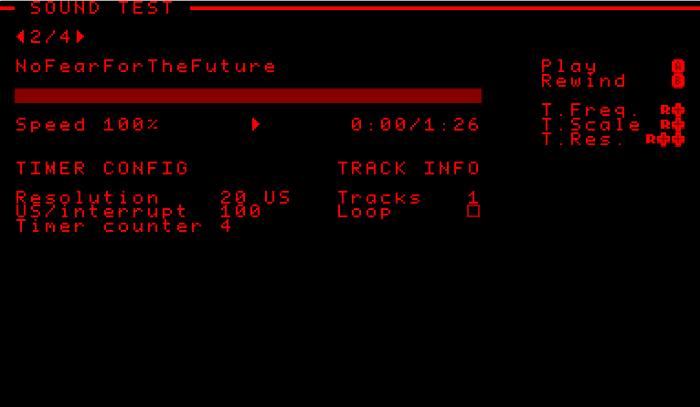 SOUND TEST
2/4
NoFearForTheFuture
Speed 100% 0:00/1:26
TIMER CONFIG
Resolution 20 US
US/interrupt 100
Timer counter 4
TRACK INFO
Tracks 1
Loop
Play A
Rewind B
T.Freq. R
T.Scale R
T.Res. R